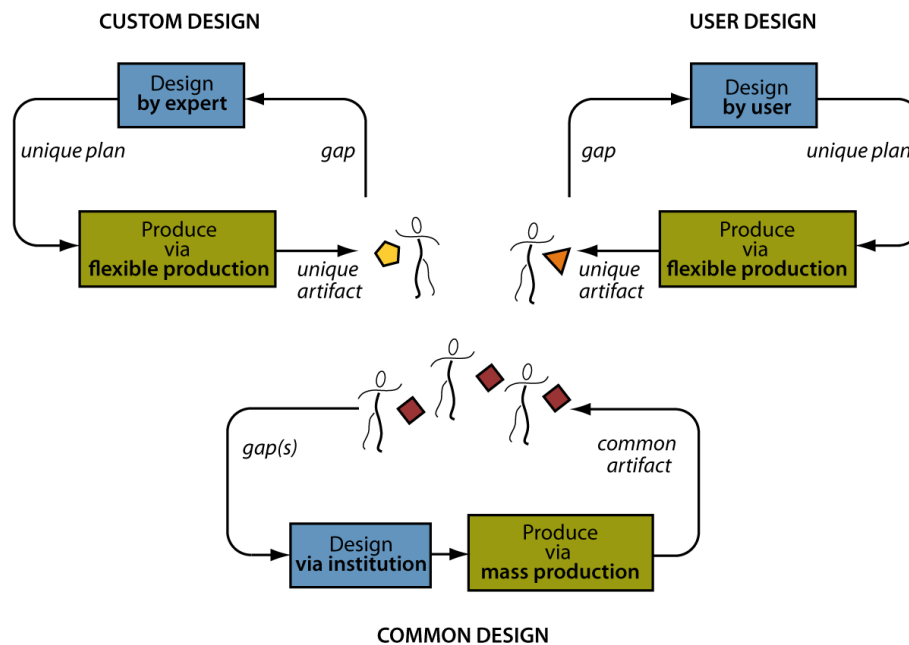 CUSTOM DESIGN
Design
by expert
unique plan
gap
Produce
via
flexible production
unique
artifact
USER DESIGN
Design
by user
gap
unique plan
Produce
via
flexible production
unique
artifact
gap(s)
common
artifact
Design
via institution
Produce
via
mass production
COMMON DESIGN